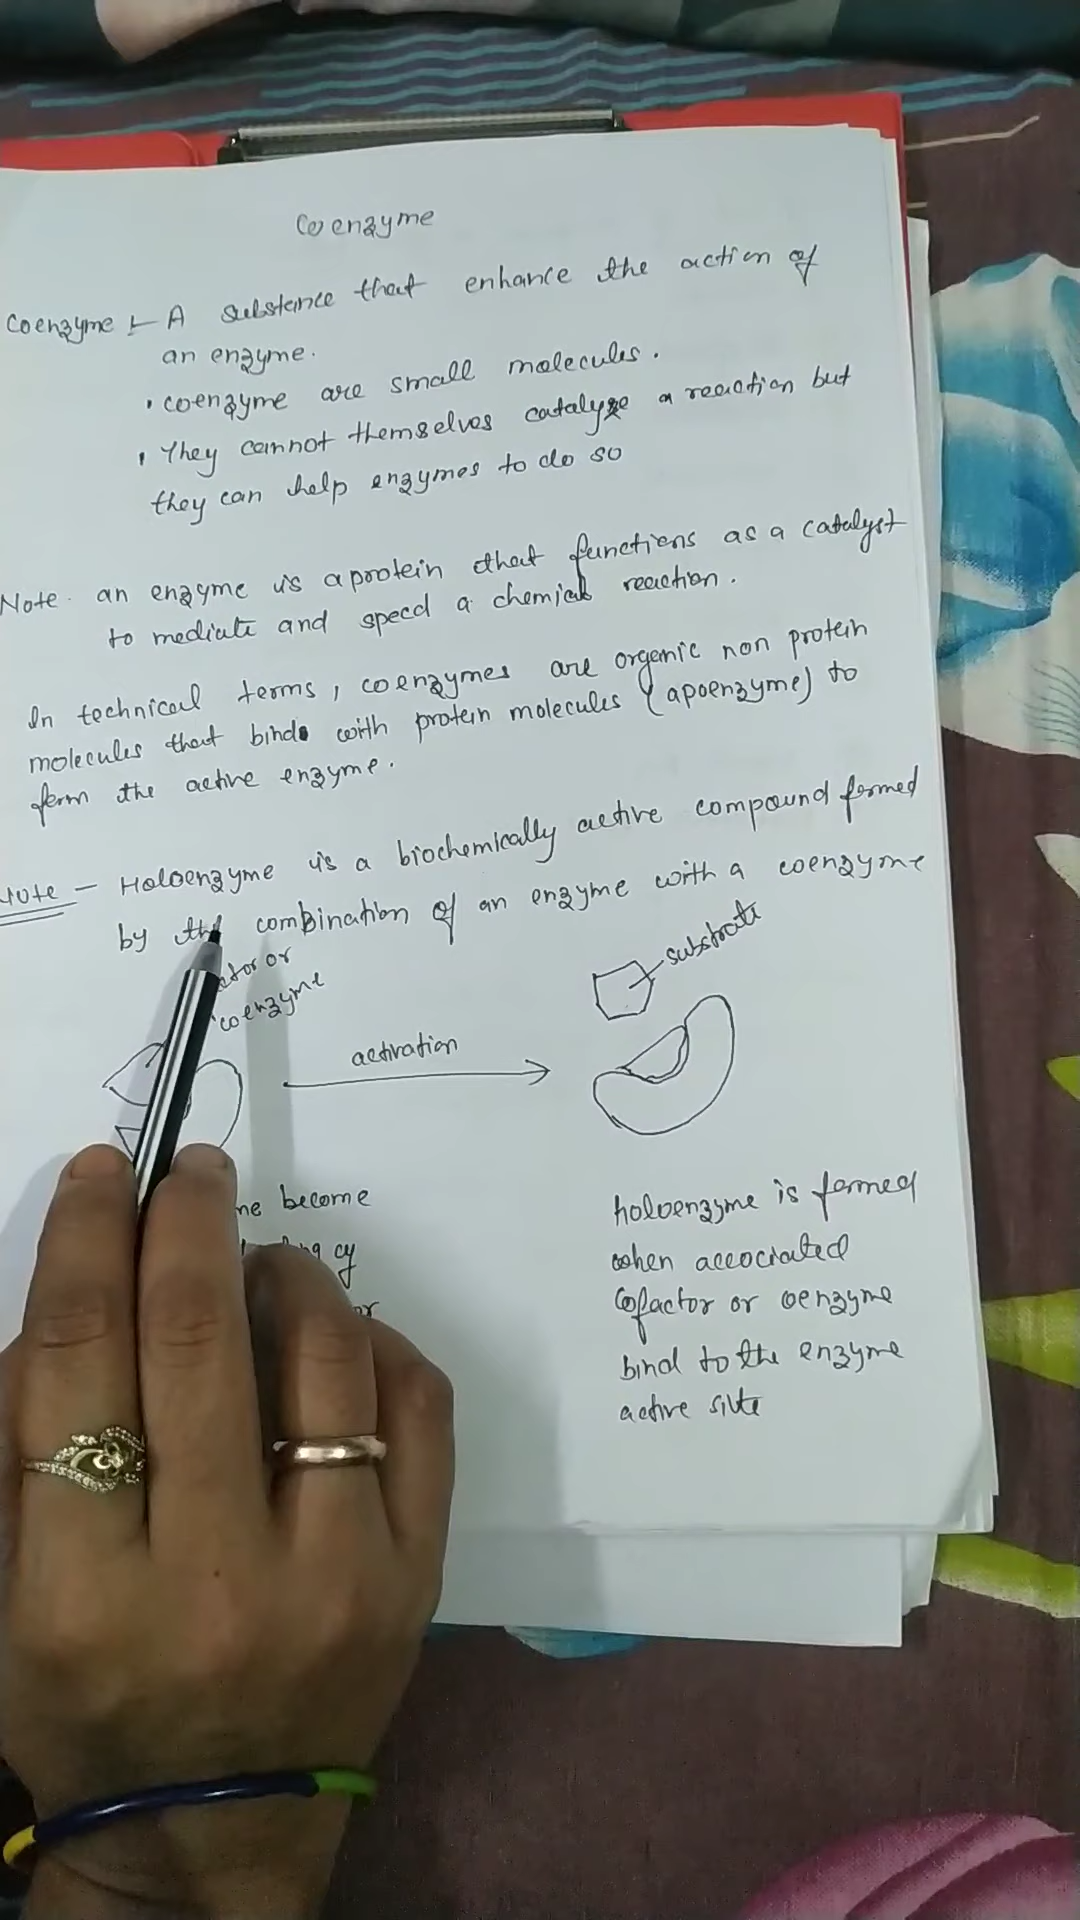 Coenzyme
Coenzyme :- A substance that enhance the action of
an enzyme.
• coenzyme are small molecules.
• They cannot themselves catalyze a reaction but
they can help enzymes to do so
Note. an enzyme is a protein that functions as a catalyst
to mediate and speed a chemical reaction.
In technical terms, coenzymes are organic non protein
molecules that binds with protein molecules (apoenzyme) to
form the active enzyme.
Note - Holoenzyme is a biochemically active compound formed
by the combination of an enzyme with a coenzyme
substrate
or
coenzyme
activation
become
holoenzyme is formed
when accociated
Cofactor or oenzyme
bind to the enzyme
active site